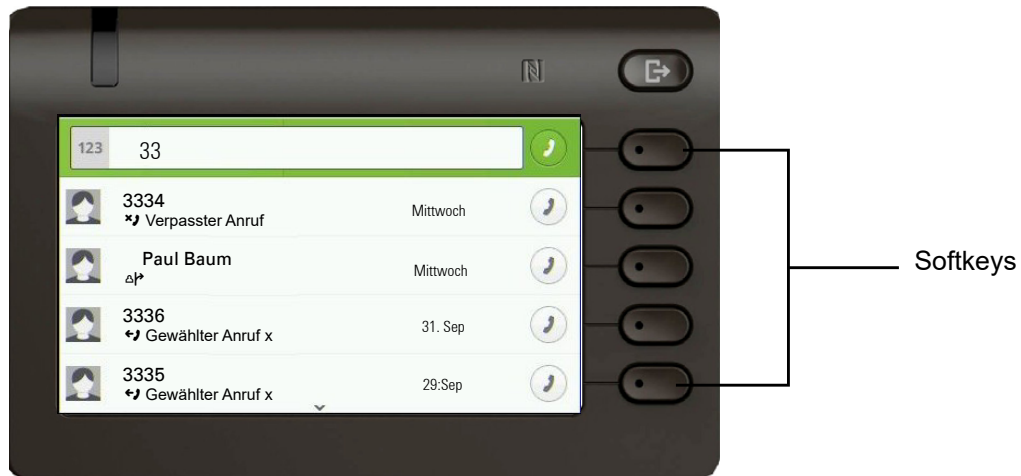 123 33
3334
Verpasster Anruf
Mittwoch
Paul Baum
Mittwoch
3336
Gewählter Anruf x
31. Sep
3335
Gewählter Anruf x
29:Sep
Softkeys